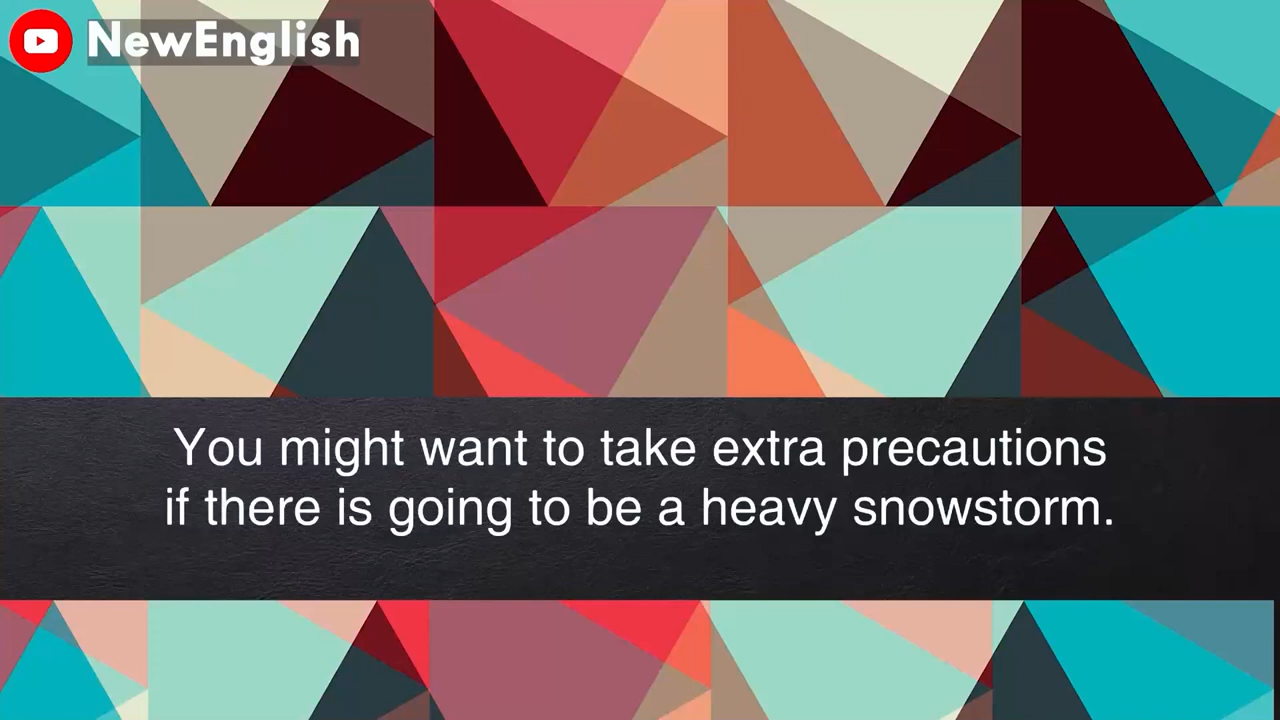 NewEnglish
You might want to take extra precautions
if there is going to be a heavy snowstorm.